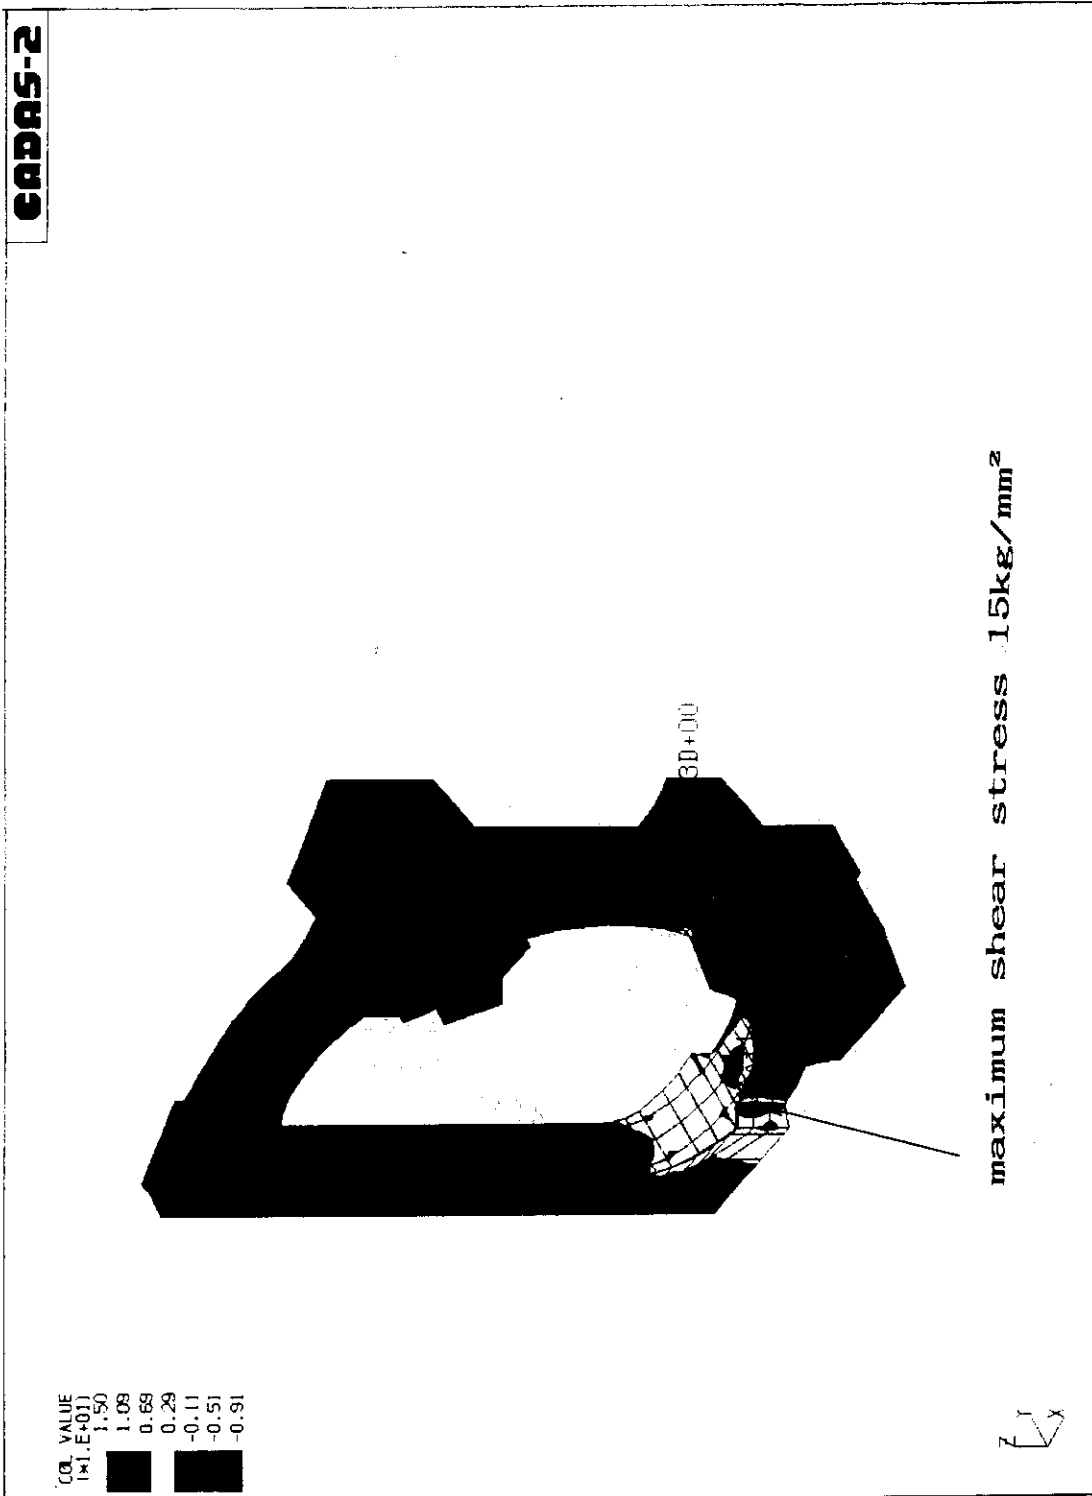 CADAS-2
COL VALUE
(*1.E+01)
1.50
1.09
0.69
0.29
-0.11
-0.51
-0.91
3D+00
maximum shear stress 15kg/mm²
Z
Y
X